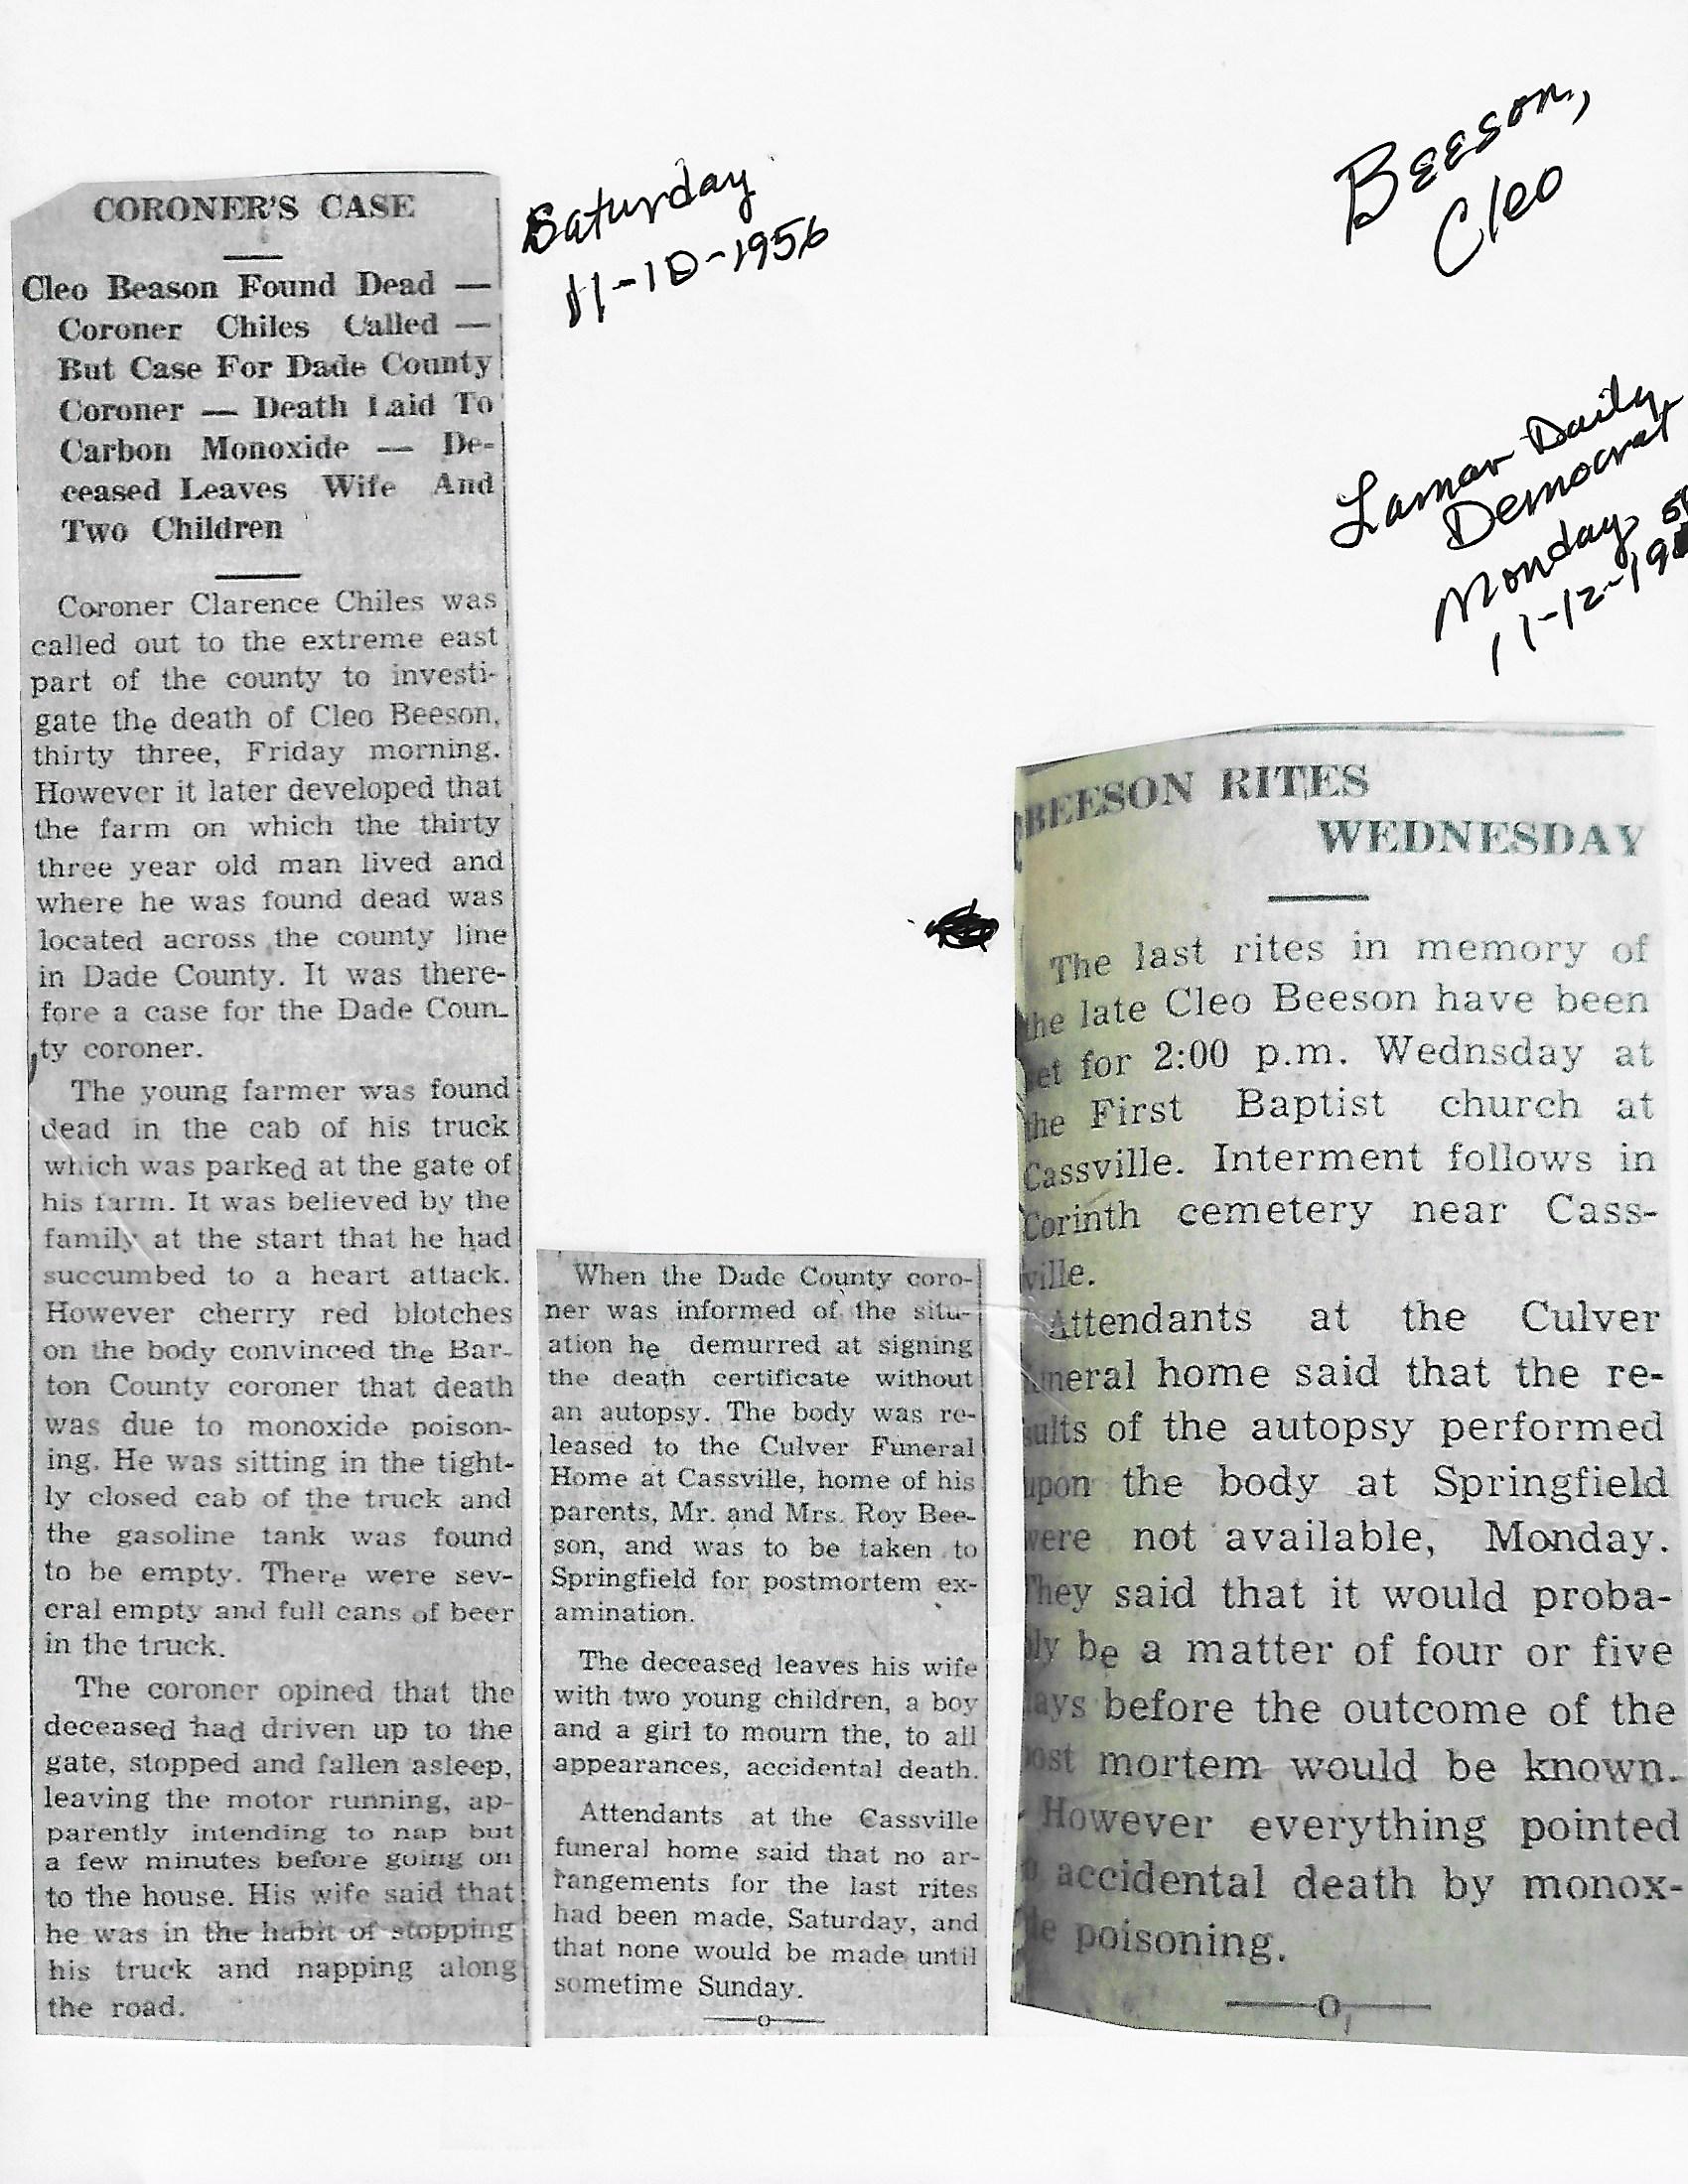 Beeson,
Cleo
Saturday
11-10-1956
Lamar Daily
Democrat
Monday
11-12-19
CORONER'S CASE
Cleo Beason Found Dead —
Coroner Chiles Called —
But Case For Dade County
Coroner — Death Laid To
Carbon Monoxide — De-
ceased Leaves Wife And
Two Children
Coroner Clarence Chiles was
called out to the extreme east
part of the county to investi-
gate the death of Cleo Beeson,
thirty three, Friday morning.
However it later developed that
the farm on which the thirty
three year old man lived and
where he was found dead was
located across the county line
in Dade County. It was there-
fore a case for the Dade Coun-
ty coroner.
The young farmer was found
dead in the cab of his truck
which was parked at the gate of
his farm. It was believed by the
family at the start that he had
succumbed to a heart attack.
However cherry red blotches
on the body convinced the Bar-
ton County coroner that death
was due to monoxide poison-
ing. He was sitting in the tight-
ly closed cab of the truck and
the gasoline tank was found
to be empty. There were sev-
eral empty and full cans of beer
in the truck.
The coroner opined that the
deceased had driven up to the
gate, stopped and fallen asleep,
leaving the motor running, ap-
parently intending to nap but
a few minutes before going on
to the house. His wife said that
he was in the habit of stopping
his truck and napping along
the road.
When the Dade County coro-
ner was informed of the situ-
ation he demurred at signing
the death certificate without
an autopsy. The body was re-
leased to the Culver Funeral
Home at Cassville, home of his
parents, Mr. and Mrs. Roy Bee-
son, and was to be taken to
Springfield for postmortem ex-
amination.
The deceased leaves his wife
with two young children, a boy
and a girl to mourn the, to all
appearances, accidental death.
Attendants at the Cassville
funeral home said that no ar-
rangements for the last rites
had been made, Saturday, and
that none would be made until
sometime Sunday.
—o—
BEESON RITES
WEDNESDAY
The last rites in memory of
the late Cleo Beeson have been
et for 2:00 p.m. Wednsday at
the First Baptist church at
Cassville. Interment follows in
Corinth cemetery near Cass-
ville.
Attendants at the Culver
uneral home said that the re-
sults of the autopsy performed
upon the body at Springfield
were not available, Monday.
They said that it would proba-
ly be a matter of four or five
ays before the outcome of the
post mortem would be known.
However everything pointed
o accidental death by monox-
de poisoning.
—o—